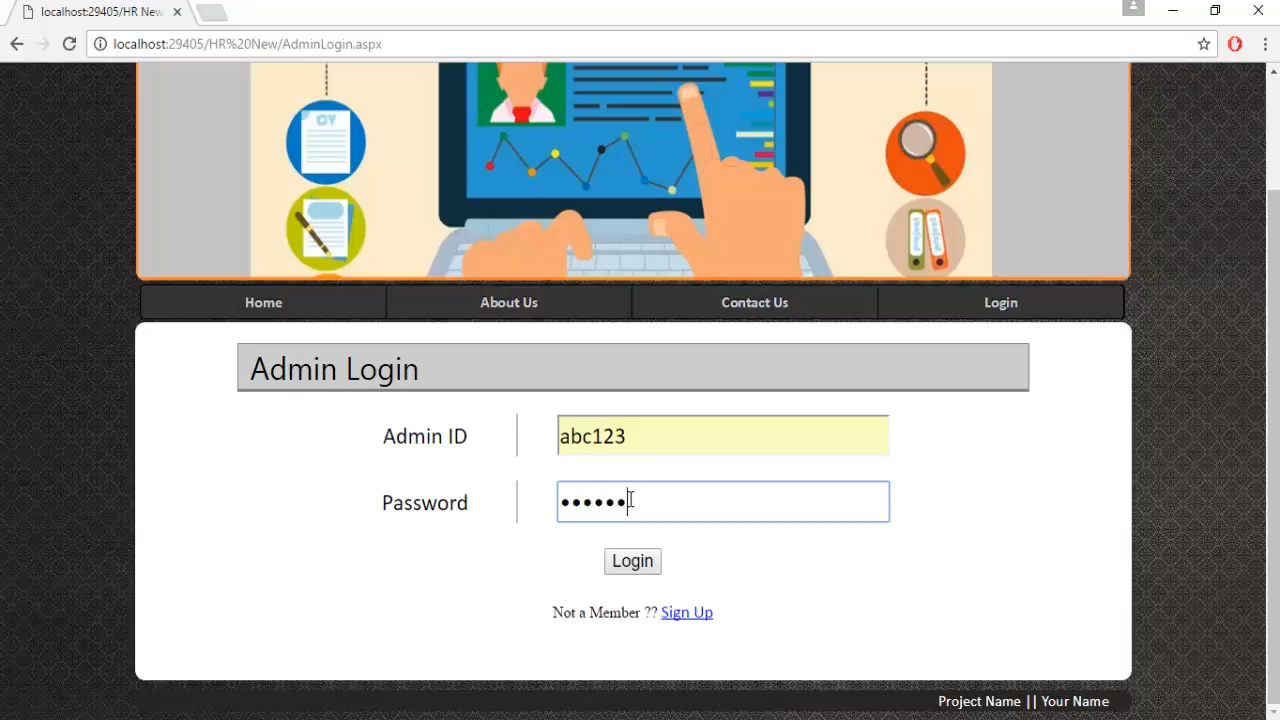 localhost:29405/HR New
localhost:29405/HR%20New/AdminLogin.aspx
CV
Home
About Us
Contact Us
Login
Admin Login
Admin ID
abc123
Password
••••••
Login
Not a Member ?? Sign Up
Project Name || Your Name